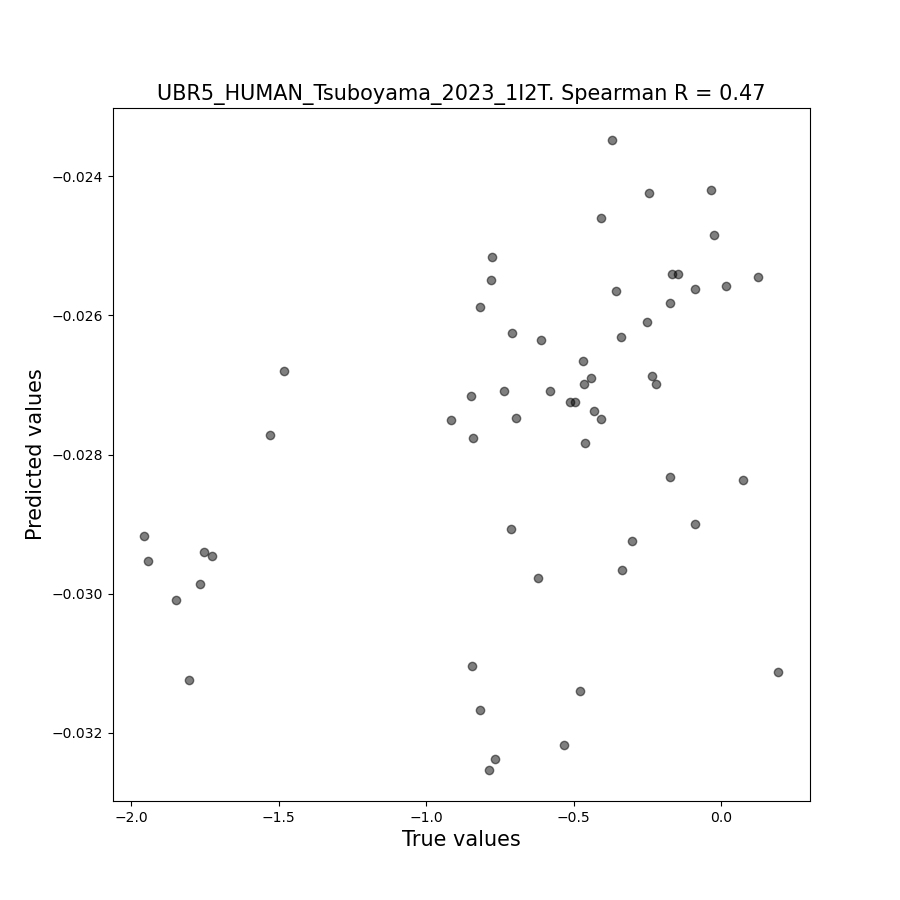 UBR5_HUMAN_Tsuboyama_2023_1I2T. Spearman R = 0.47
−0.024
−0.026
−0.028
−0.030
−0.032
Predicted values
−2.0 −1.5 −1.0 −0.5 0.0
True values